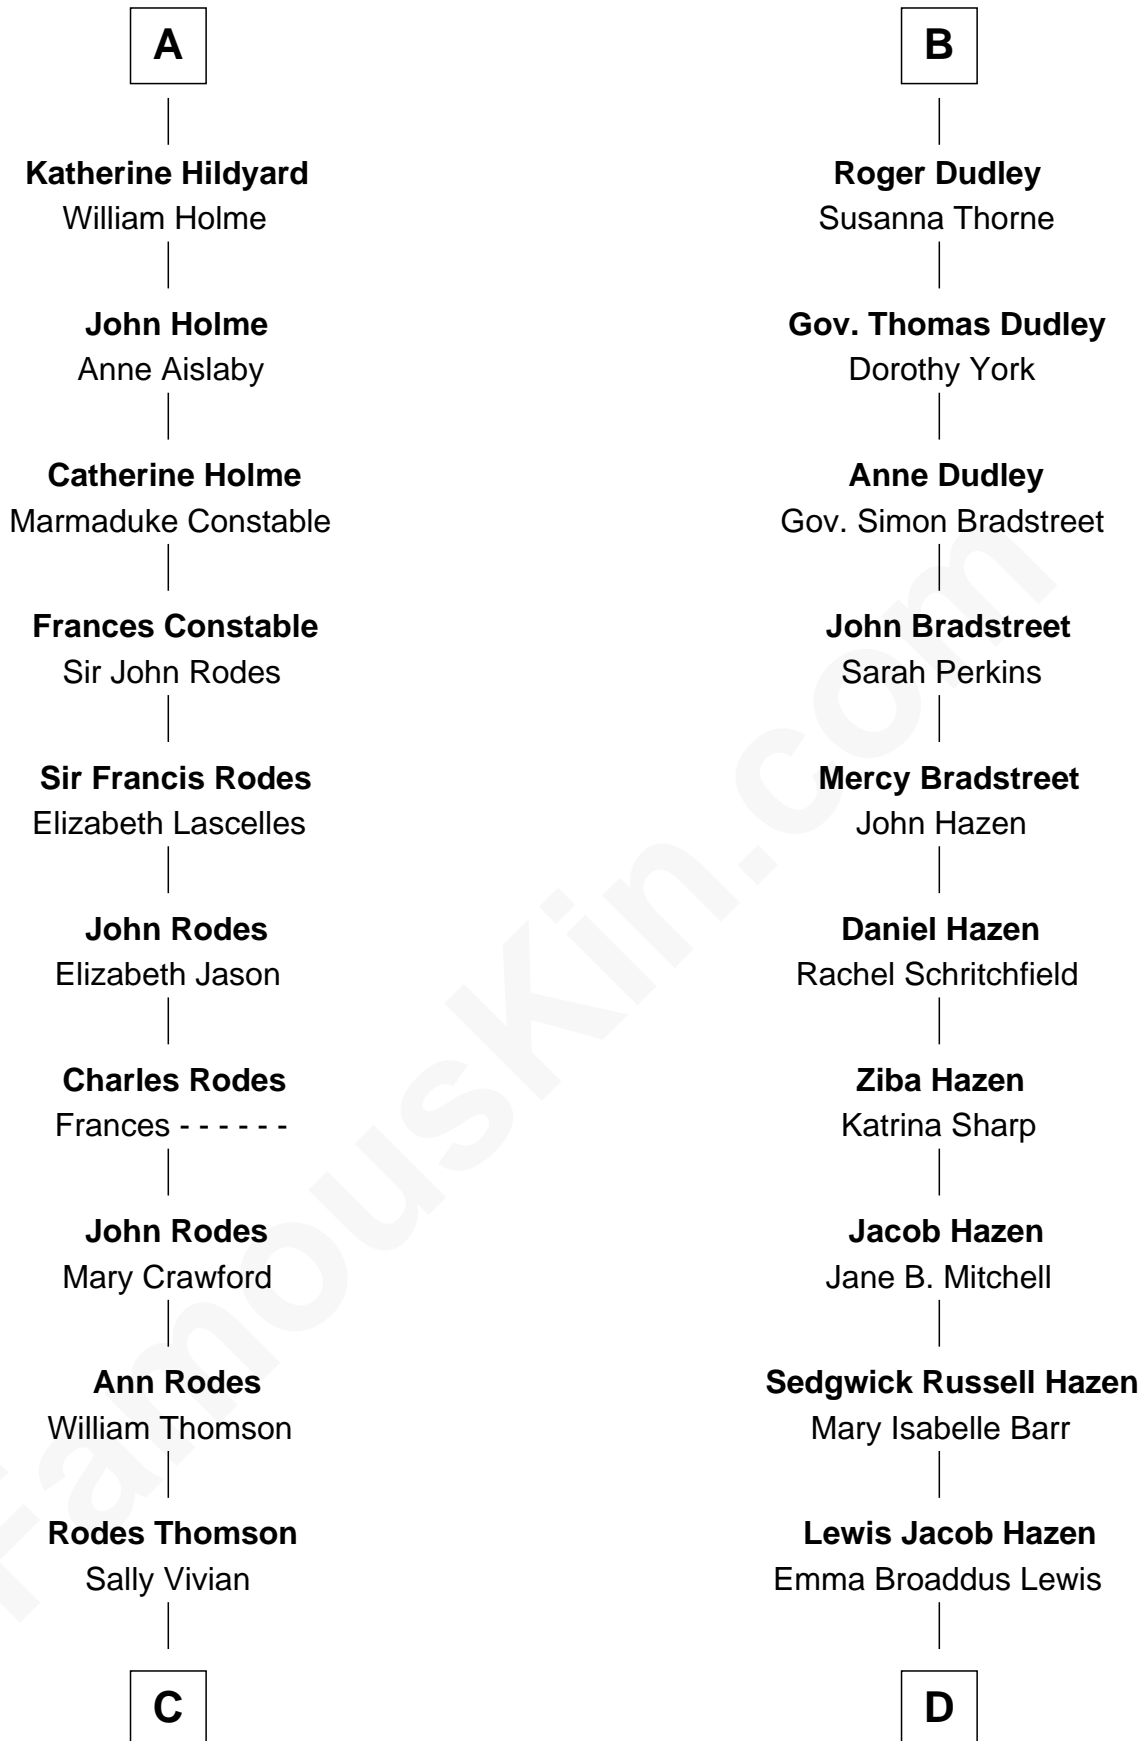 A
Katherine Hildyard
William Holme
John Holme
Anne Aislaby
Catherine Holme
Marmaduke Constable
Frances Constable
Sir John Rodes
Sir Francis Rodes
Elizabeth Lascelles
John Rodes
Elizabeth Jason
Charles Rodes
Frances - - - - - -
John Rodes
Mary Crawford
Ann Rodes
William Thomson
Rodes Thomson
Sally Vivian
C
B
Roger Dudley
Susanna Thorne
Gov. Thomas Dudley
Dorothy York
Anne Dudley
Gov. Simon Bradstreet
John Bradstreet
Sarah Perkins
Mercy Bradstreet
John Hazen
Daniel Hazen
Rachel Schritchfield
Ziba Hazen
Katrina Sharp
Jacob Hazen
Jane B. Mitchell
Sedgwick Russell Hazen
Mary Isabelle Barr
Lewis Jacob Hazen
Emma Broaddus Lewis
D
FamousKin.com